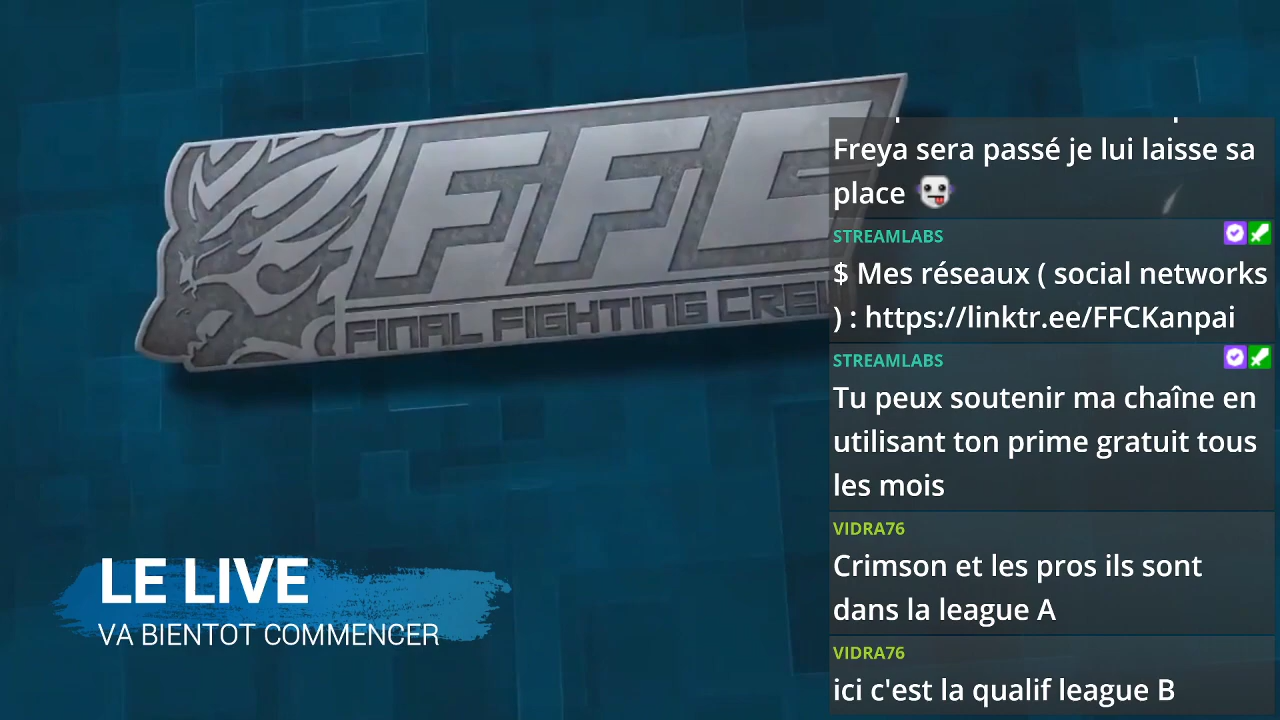 FFC
FINAL FIGHTING CREW
LE LIVE
VA BIENTOT COMMENCER
Freya sera passé je lui laisse sa
place
STREAMLABS
$ Mes réseaux ( social networks
) : https://linktr.ee/FFCKanpai
STREAMLABS
Tu peux soutenir ma chaîne en
utilisant ton prime gratuit tous
les mois
VIDRA76
Crimson et les pros ils sont
dans la league A
VIDRA76
ici c'est la qualif league B